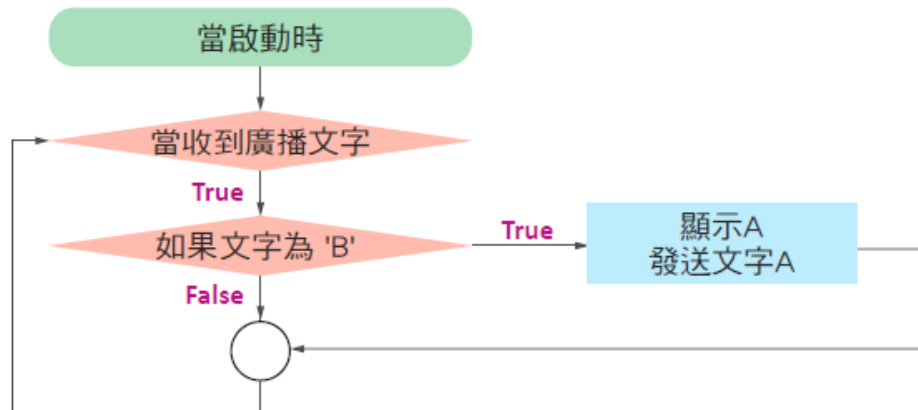 當啟動時
當收到廣播文字
True
如果文字為 'B'
True
顯示A
發送文字A
False